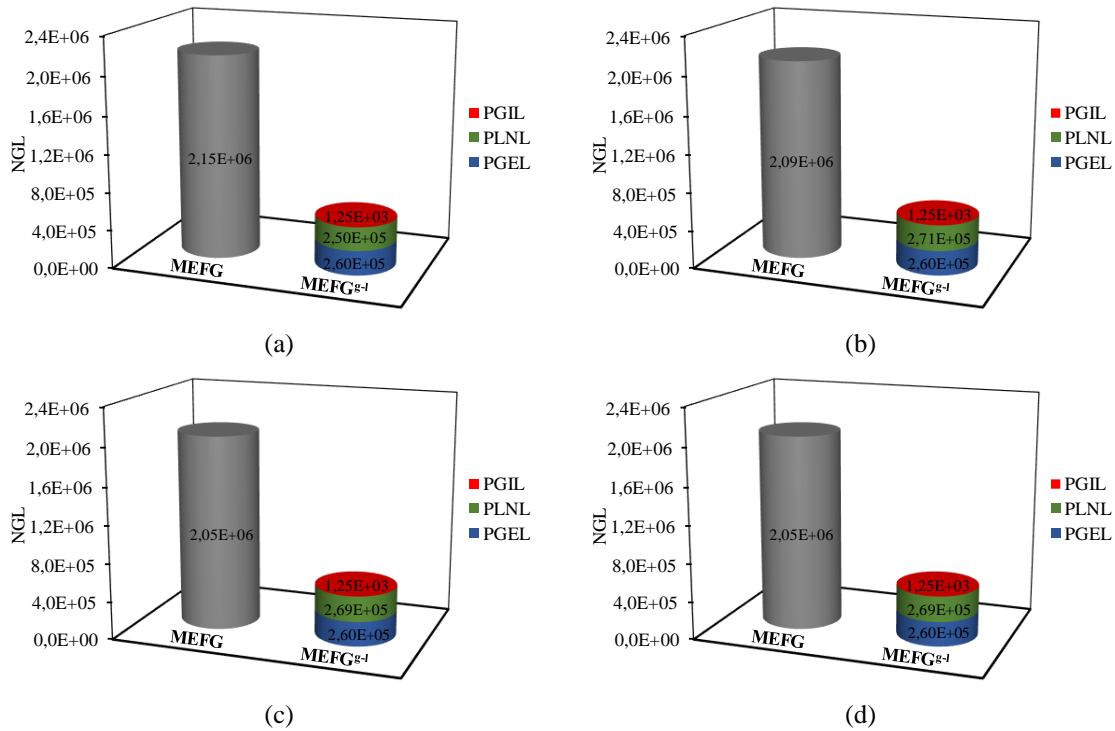 2,4E+06
2,0E+06
1,6E+06
1,2E+06
8,0E+05
4,0E+05
0,0E+00
NGL
2,15E+06
1,25E+03
2,50E+05
2,60E+05
MEFG
MEFGg-l
PGIL
PLNL
PGEL
(a)
2,4E+06
2,0E+06
1,6E+06
1,2E+06
8,0E+05
4,0E+05
0,0E+00
NGL
2,09E+06
1,25E+03
2,71E+05
2,60E+05
MEFG
MEFGg-l
PGIL
PLNL
PGEL
(b)
2,4E+06
2,0E+06
1,6E+06
1,2E+06
8,0E+05
4,0E+05
0,0E+00
NGL
2,05E+06
1,25E+03
2,69E+05
2,60E+05
MEFG
MEFGg-l
PGIL
PLNL
PGEL
(c)
2,4E+06
2,0E+06
1,6E+06
1,2E+06
8,0E+05
4,0E+05
0,0E+00
NGL
2,05E+06
1,25E+03
2,69E+05
2,60E+05
MEFG
MEFGg-l
PGIL
PLNL
PGEL
(d)